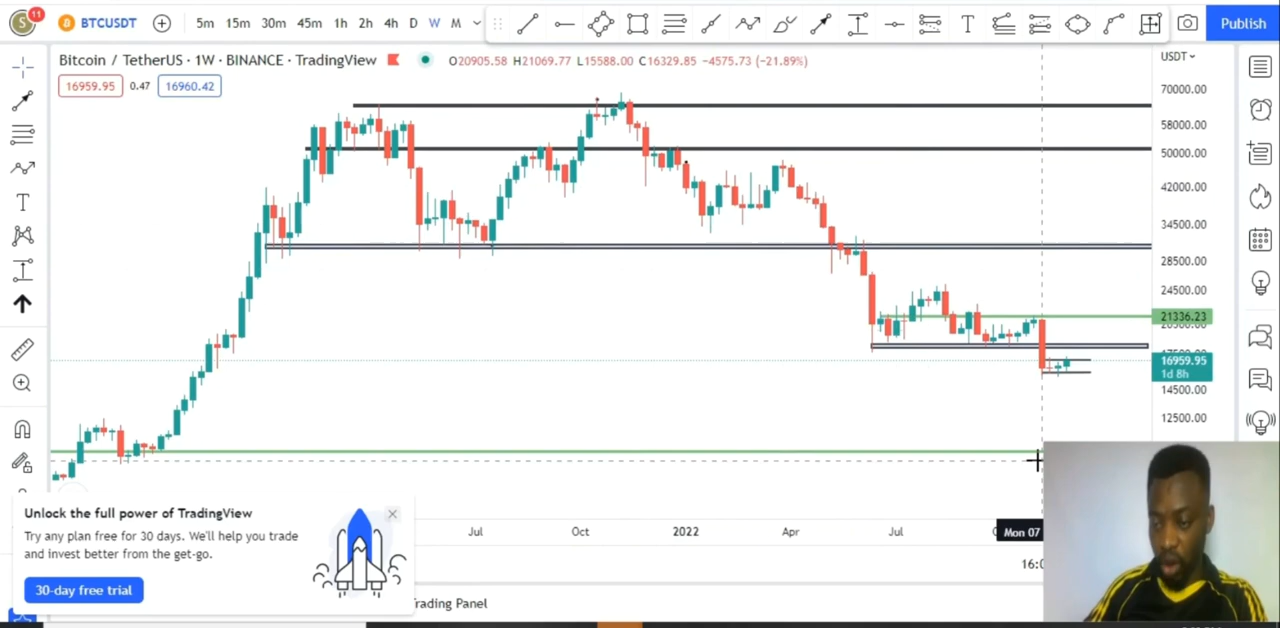 S 11 BTCUSDT 5m 15m 30m 45m 1h 2h 4h D W M T Publish
Bitcoin / TetherUS · 1W · BINANCE · TradingView O20905.58 H21069.77 L15588.00 C16329.85 −4575.73 (−21.89%) USDT
16959.95 0.47 16960.42
70000.00
58000.00
50000.00
42000.00
34500.00
28500.00
24500.00
21336.23
16959.95
1d 8h
14500.00
12500.00
Unlock the full power of TradingView
Try any plan free for 30 days. We'll help you trade
and invest better from the get-go.
30-day free trial
Jul Oct 2022 Apr Jul Mon 07
rading Panel